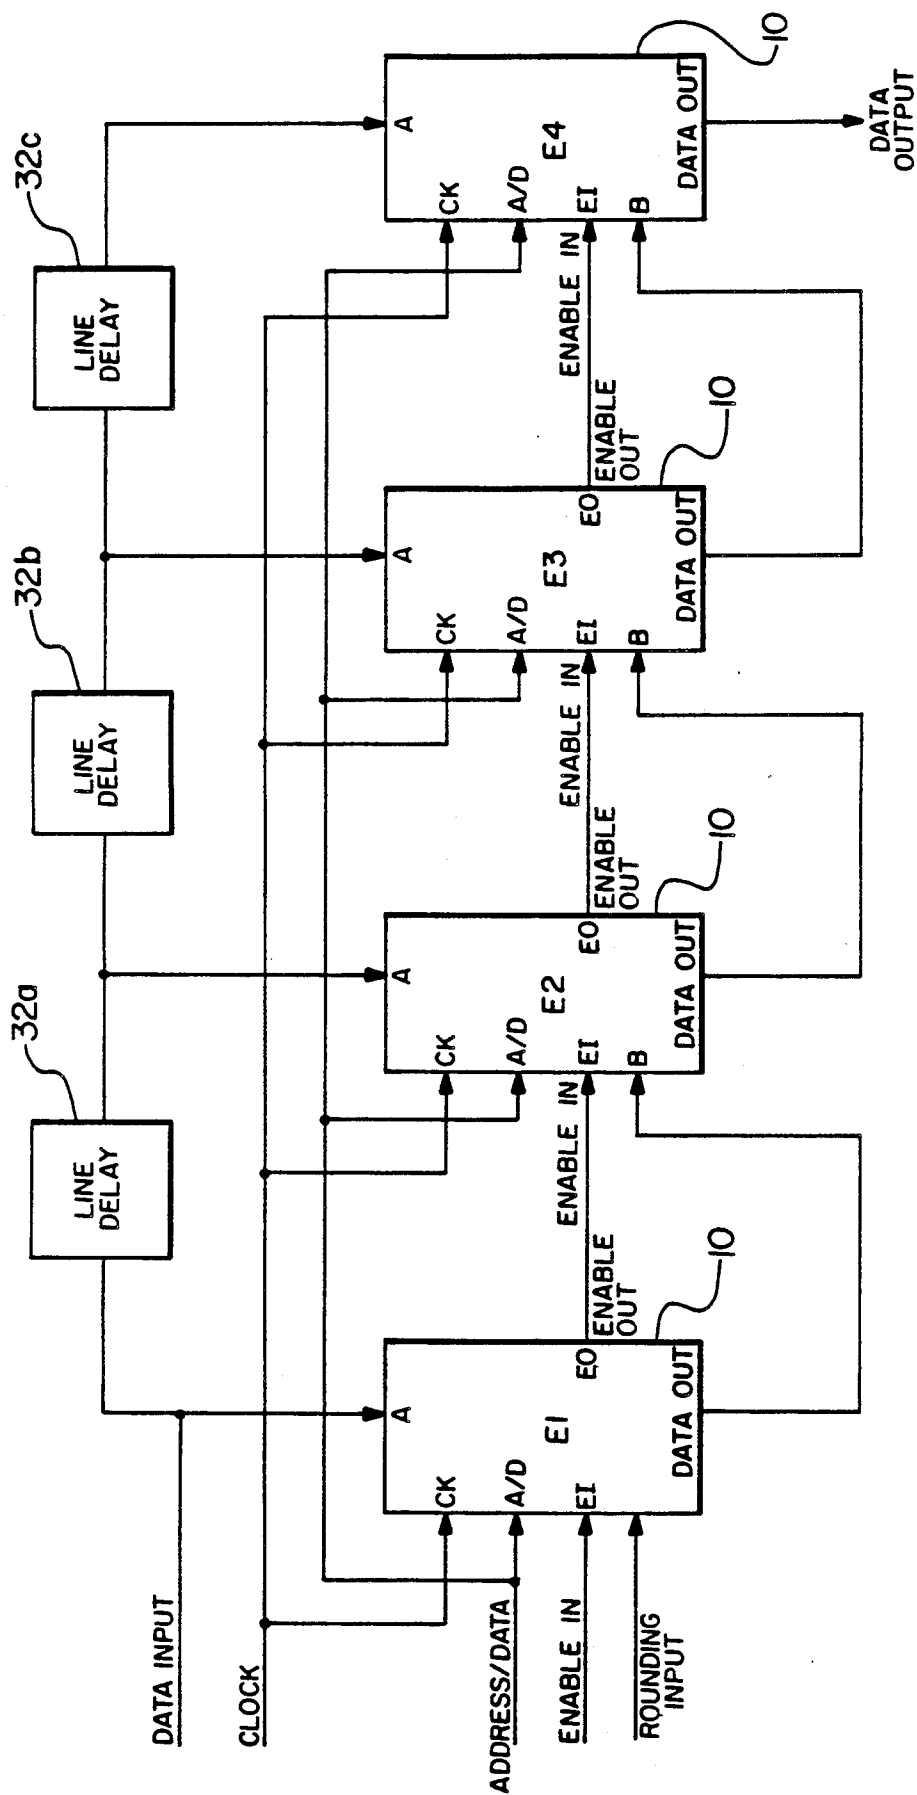 32a
32b
32c
LINE
DELAY
LINE
DELAY
LINE
DELAY
DATA INPUT
CLOCK
ADDRESS/DATA
ENABLE IN
ROUNDING
INPUT
A
CK
A/D
E1
EI
EO
DATA OUT
10
ENABLE
OUT
ENABLE IN
A
CK
A/D
E2
EI
EO
B
DATA OUT
10
ENABLE
OUT
ENABLE IN
A
CK
A/D
E3
EI
EO
B
DATA OUT
10
ENABLE
OUT
ENABLE IN
A
CK
A/D
E4
EI
B
DATA OUT
10
DATA
OUTPUT